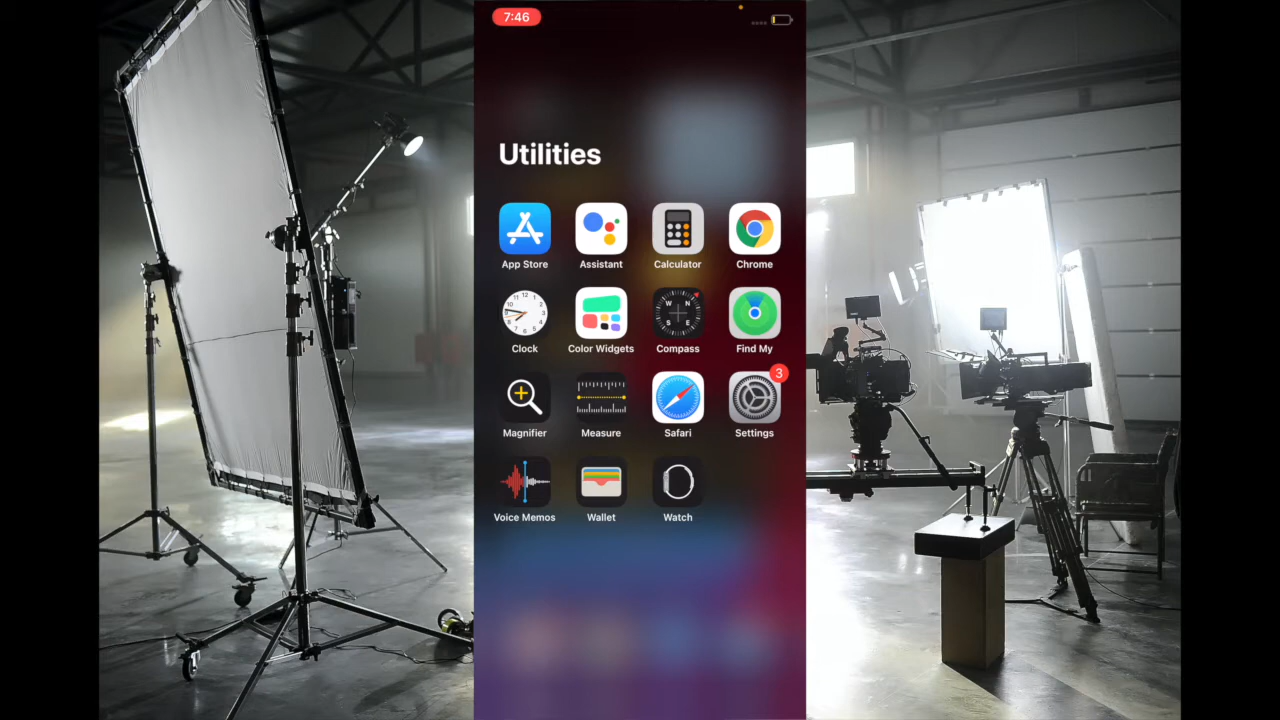 7:46
Utilities
App Store
Assistant
Calculator
Chrome
Clock
Color Widgets
Compass
Find My
3
Magnifier
Measure
Safari
Settings
Voice Memos
Wallet
Watch